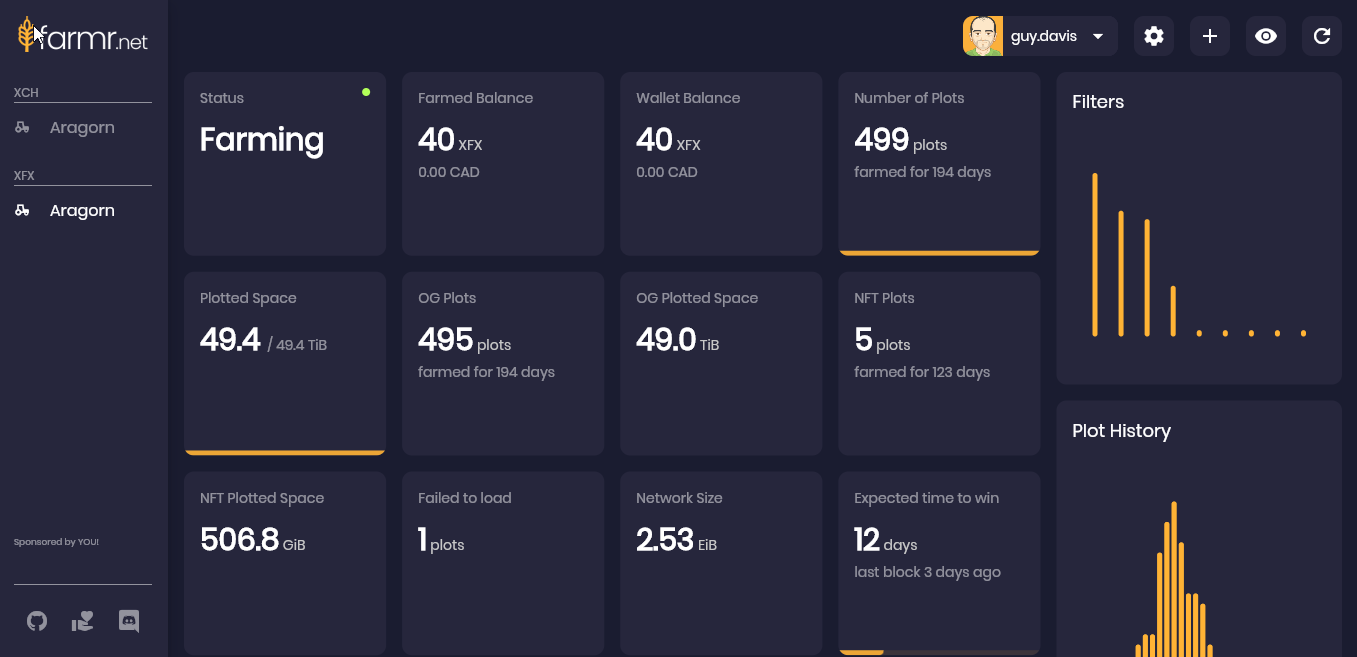 farmr.net
XCH
Aragorn
XFX
Aragorn
Sponsored by YOU!
guy.davis
Status
Farming
Farmed Balance
40 XFX
0.00 CAD
Wallet Balance
40 XFX
0.00 CAD
Number of Plots
499 plots
farmed for 194 days
Plotted Space
49.4 / 49.4 TiB
OG Plots
495 plots
farmed for 194 days
OG Plotted Space
49.0 TiB
NFT Plots
5 plots
farmed for 123 days
NFT Plotted Space
506.8 GiB
Failed to load
1 plots
Network Size
2.53 EiB
Expected time to win
12 days
last block 3 days ago
Filters
Plot History